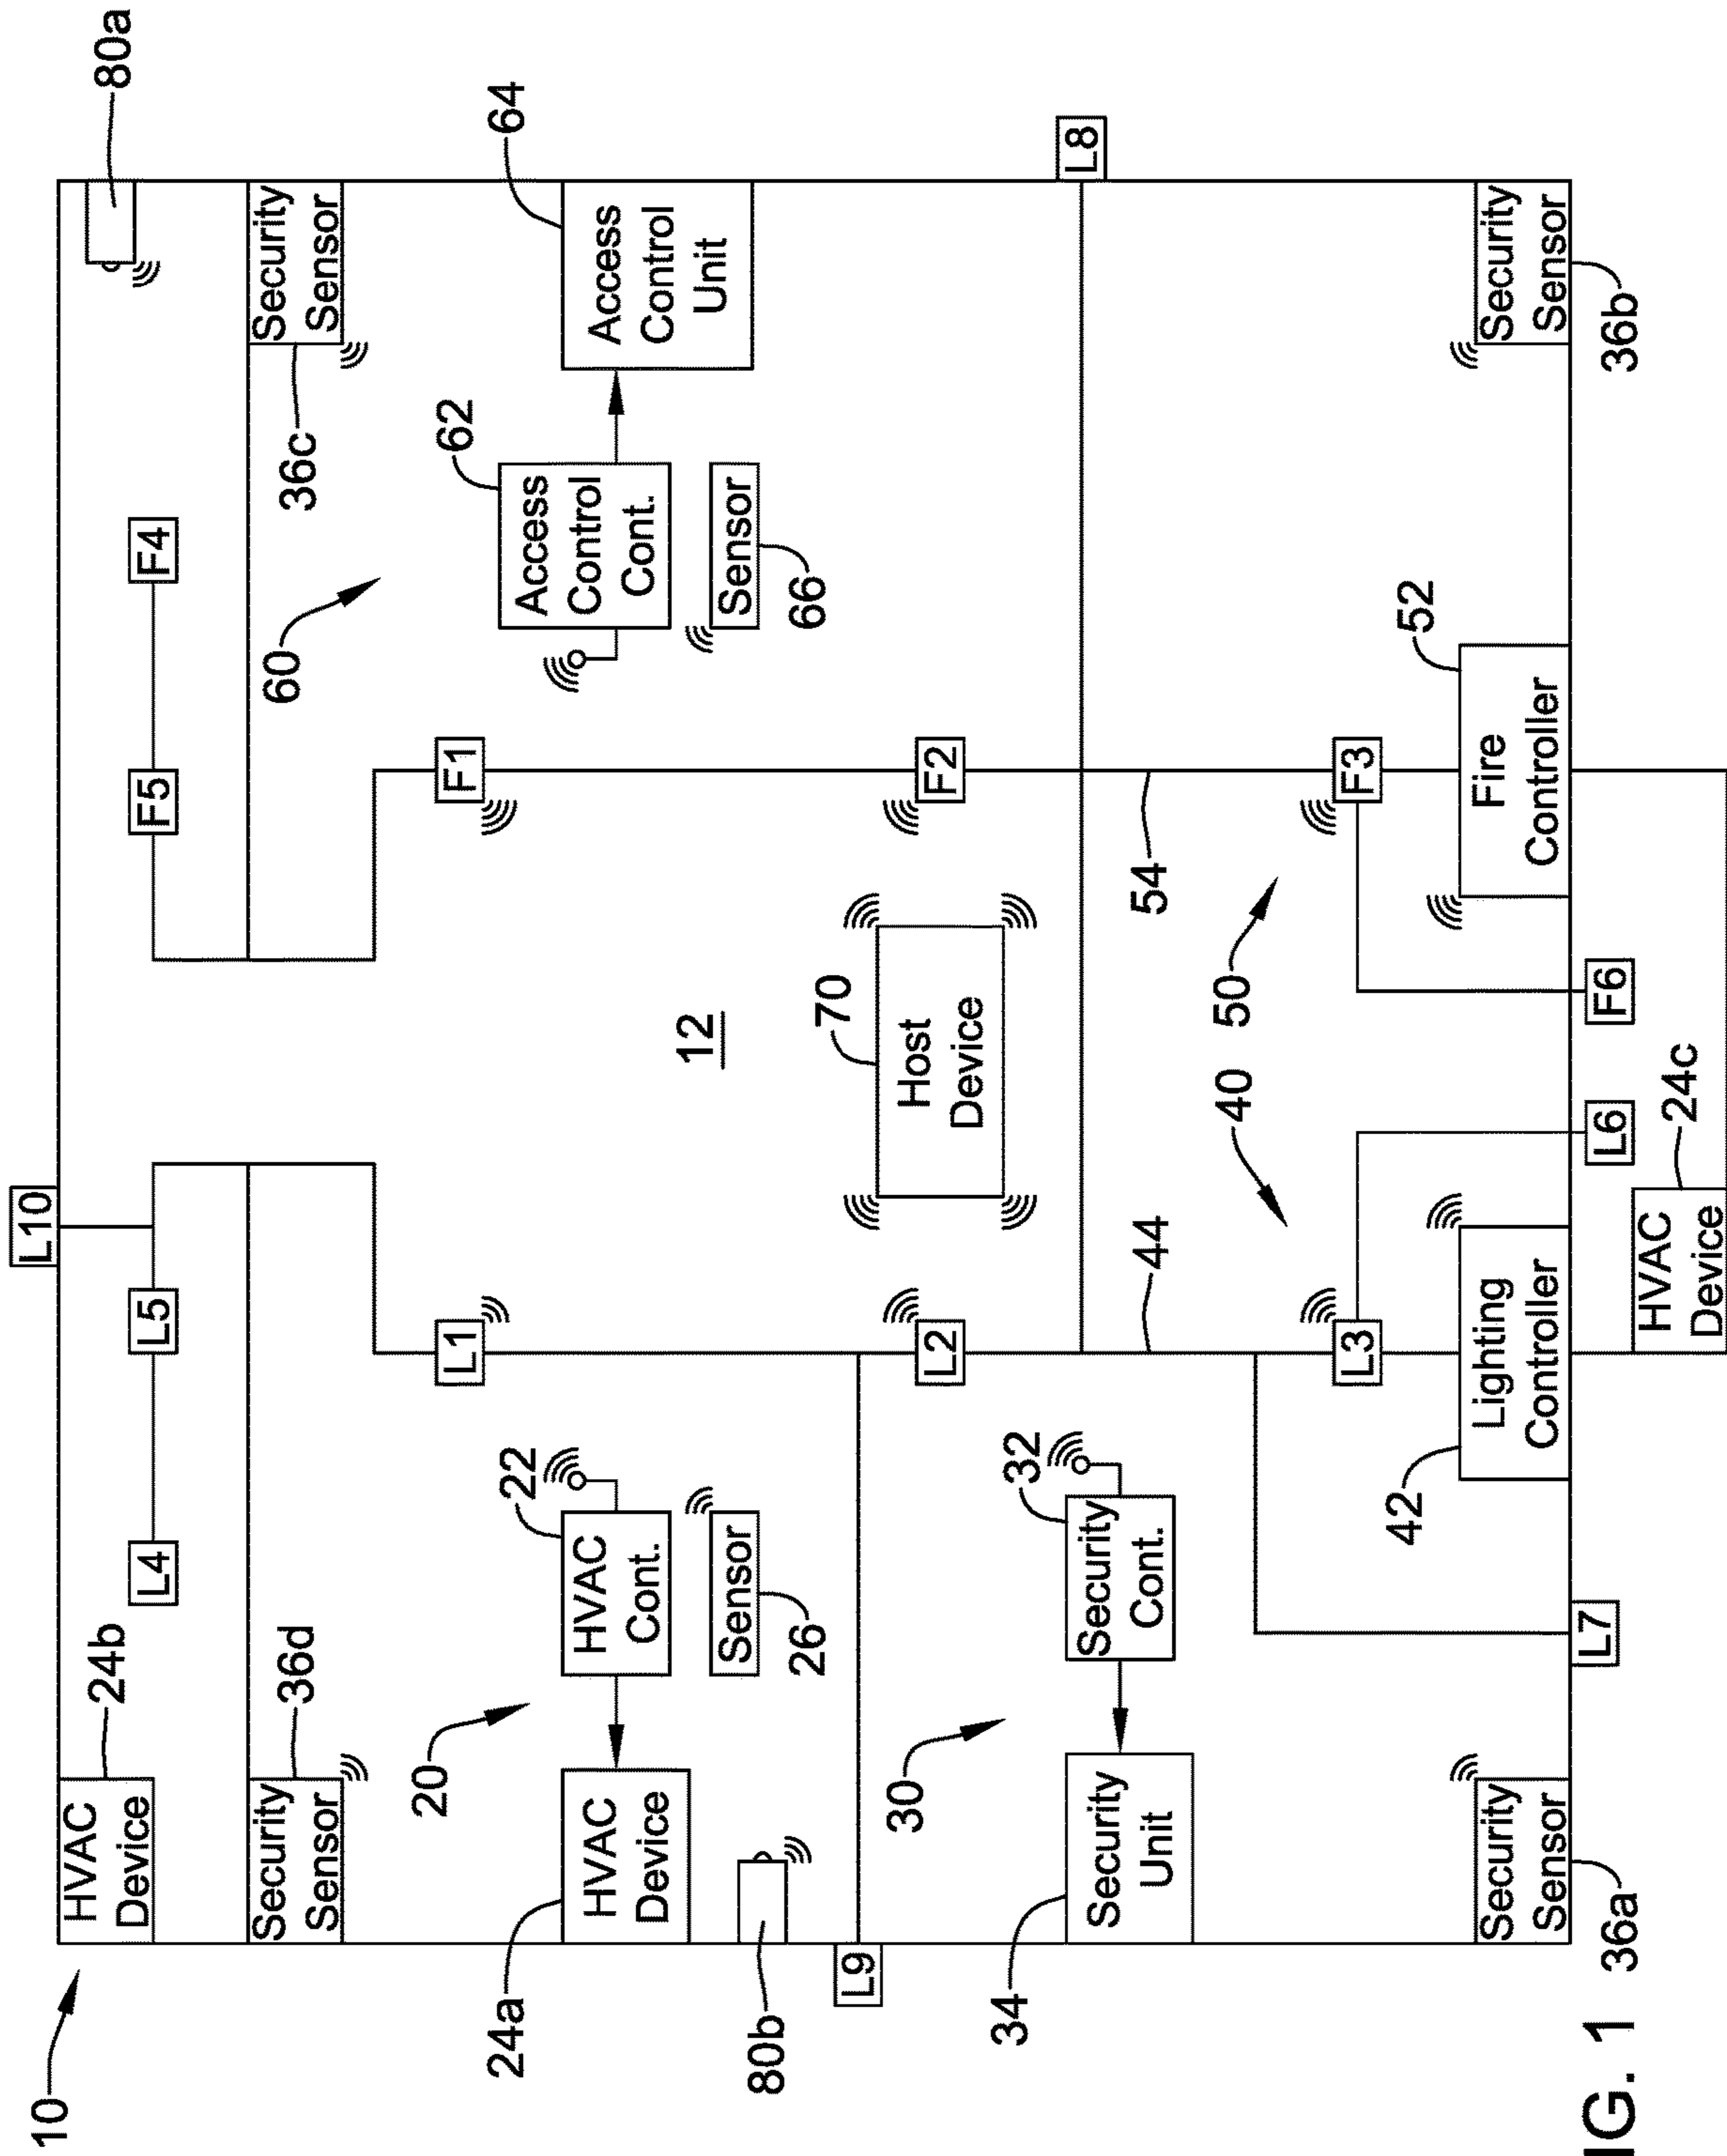 L10
10
HVAC
Device
24b
80a
L4
L5
F5
F4
Security
Sensor
36d
60
36c
Security
Sensor
20
L1
F1
62
24a
22
64
HVAC
Device
HVAC
Cont.
Access
Control
Cont.
Access
Control
Unit
12
Sensor
26
Sensor
66
80b
70
L9
30
L2
Host
Device
F2
34
32
L8
Security
Unit
Security
Cont.
44
54
40
50
L3
F3
42
52
Security
Sensor
Lighting
Controller
Fire
Controller
Security
Sensor
36a
L7
L6
F6
36b
HVAC
Device
24c
IG. 1